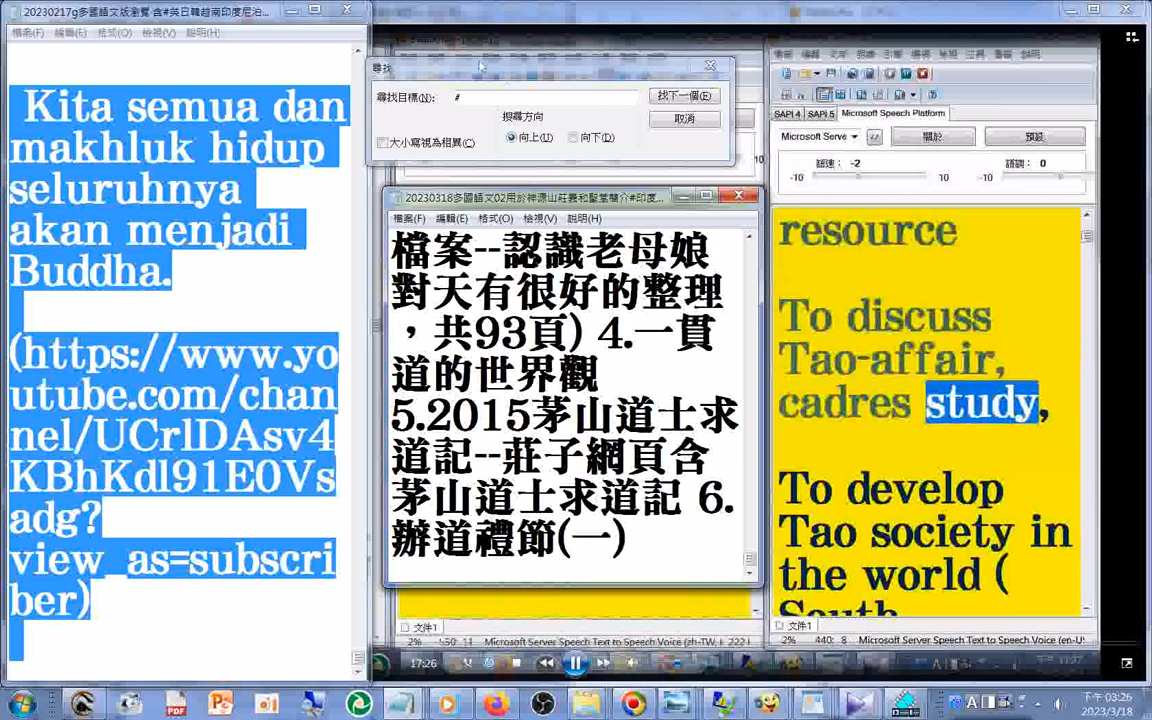 20230217g多國語文版瀏覽 含#英日韓越南印度尼泊...
檔案(F) 編輯(E) 格式(O) 檢視(V) 說明(H)
Kita semua dan
makhluk hidup
seluruhnya
akan menjadi
Buddha.
(https://www.yo
utube.com/chan
nel/UCrlDAsv4
KBhKdl91E0Vs
adg?
view_as=subscri
ber)
尋找
尋找目標(N): #
找下一個(F)
搜尋方向
取消
大小寫視為相異(C)
向上(U) 向下(D)
20230318多國語文02用於神源山莊義和聖堂簡介#印度...
檔案(F) 編輯(E) 格式(O) 檢視(V) 說明(H)
檔案--認識老母娘
對天有很好的整理
，共93頁) 4.一貫
道的世界觀
5.2015茅山道士求
道記--莊子網頁含
茅山道士求道記 6.
辦道禮節(一)
文件1
Microsoft Server Speech Text to Speech Voice (zh-TW,
17:26
SAPI 4 SAPI 5 Microsoft Speech Platform
Microsoft Serve
關於
預設
語速: -2
語調: 0
-10 10 -10
resource
To discuss
Tao-affair,
cadres study,
To develop
Tao society in
the world (
South
文件1
2% 440: 8 Microsoft Server Speech Text to Speech Voice (en-U
下午 03:26
2023/3/18